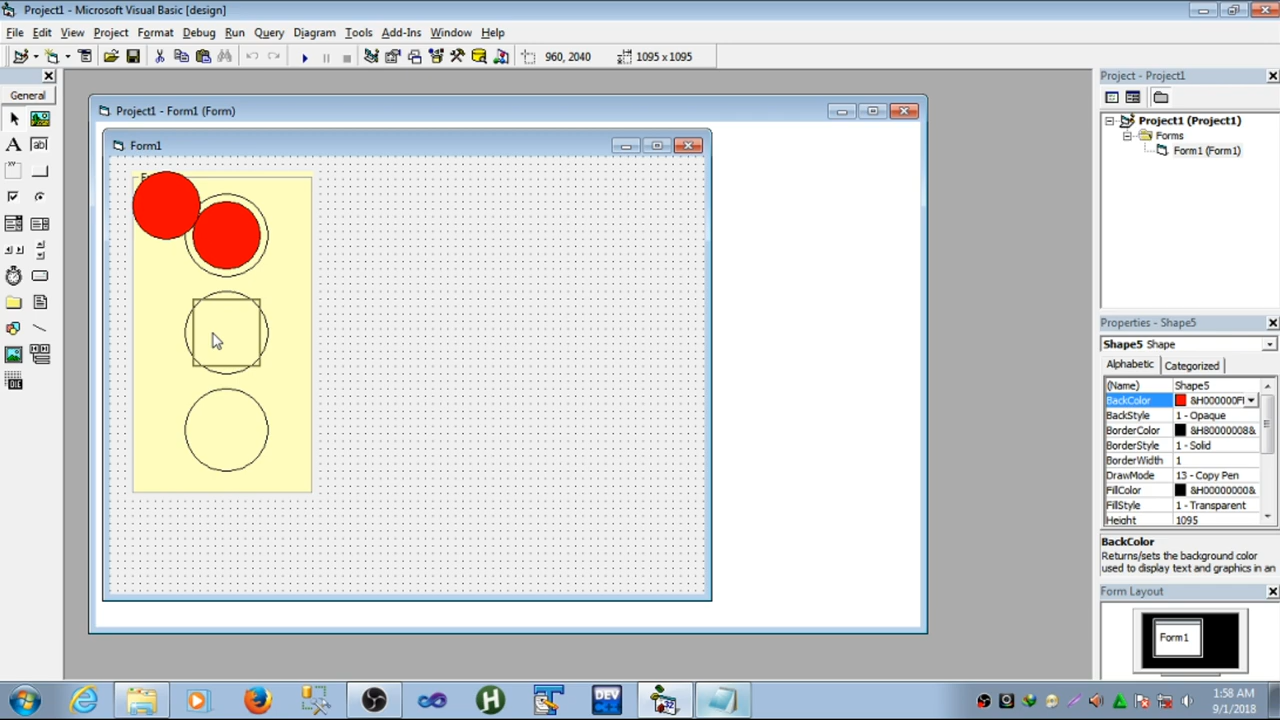 Project1 - Microsoft Visual Basic [design]
File Edit View Project Format Debug Run Query Diagram Tools Add-Ins Window Help
960, 2040 1095 x 1095
General
A ab|
Project1 - Form1 (Form)
Form1
Project - Project1
Project1 (Project1)
Forms
Form1 (Form1)
Properties - Shape5
Shape5 Shape
Alphabetic Categorized
(Name) Shape5
BackColor &H000000F
BackStyle 1 - Opaque
BorderColor &H80000008&
BorderStyle 1 - Solid
BorderWidth 1
DrawMode 13 - Copy Pen
FillColor &H00000000&
FillStyle 1 - Transparent
Height 1095
BackColor
Returns/sets the background color
used to display text and graphics in an
Form Layout
Form1
DEV
1:58 AM
9/1/2018